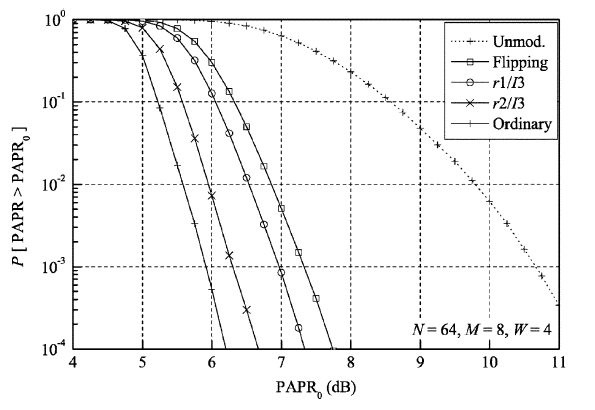 10^0
10^-1
10^-2
10^-3
10^-4
P [ PAPR > PAPR_0 ]
Unmod.
Flipping
r1/I3
r2/I3
Ordinary
N = 64, M = 8, W = 4
4 5 6 7 8 9 10 11
PAPR_0 (dB)